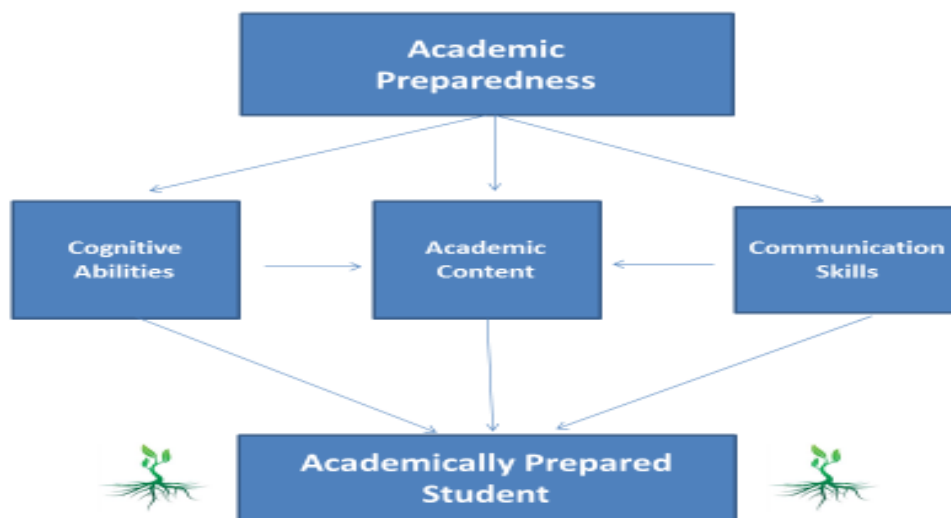 Academic
Preparedness
Cognitive
Abilities
Academic
Content
Communication
Skills
Academically Prepared
Student